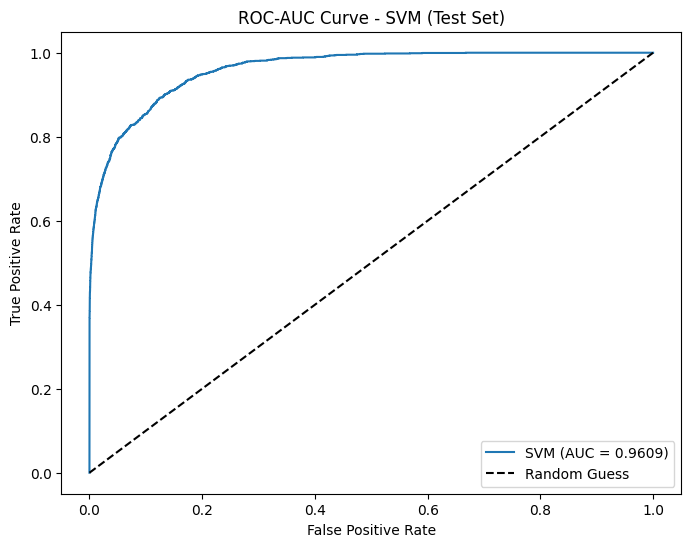 ROC-AUC Curve - SVM (Test Set)
True Positive Rate
1.0
0.8
0.6
0.4
0.2
0.0
0.0 0.2 0.4 0.6 0.8 1.0
False Positive Rate
SVM (AUC = 0.9609)
Random Guess